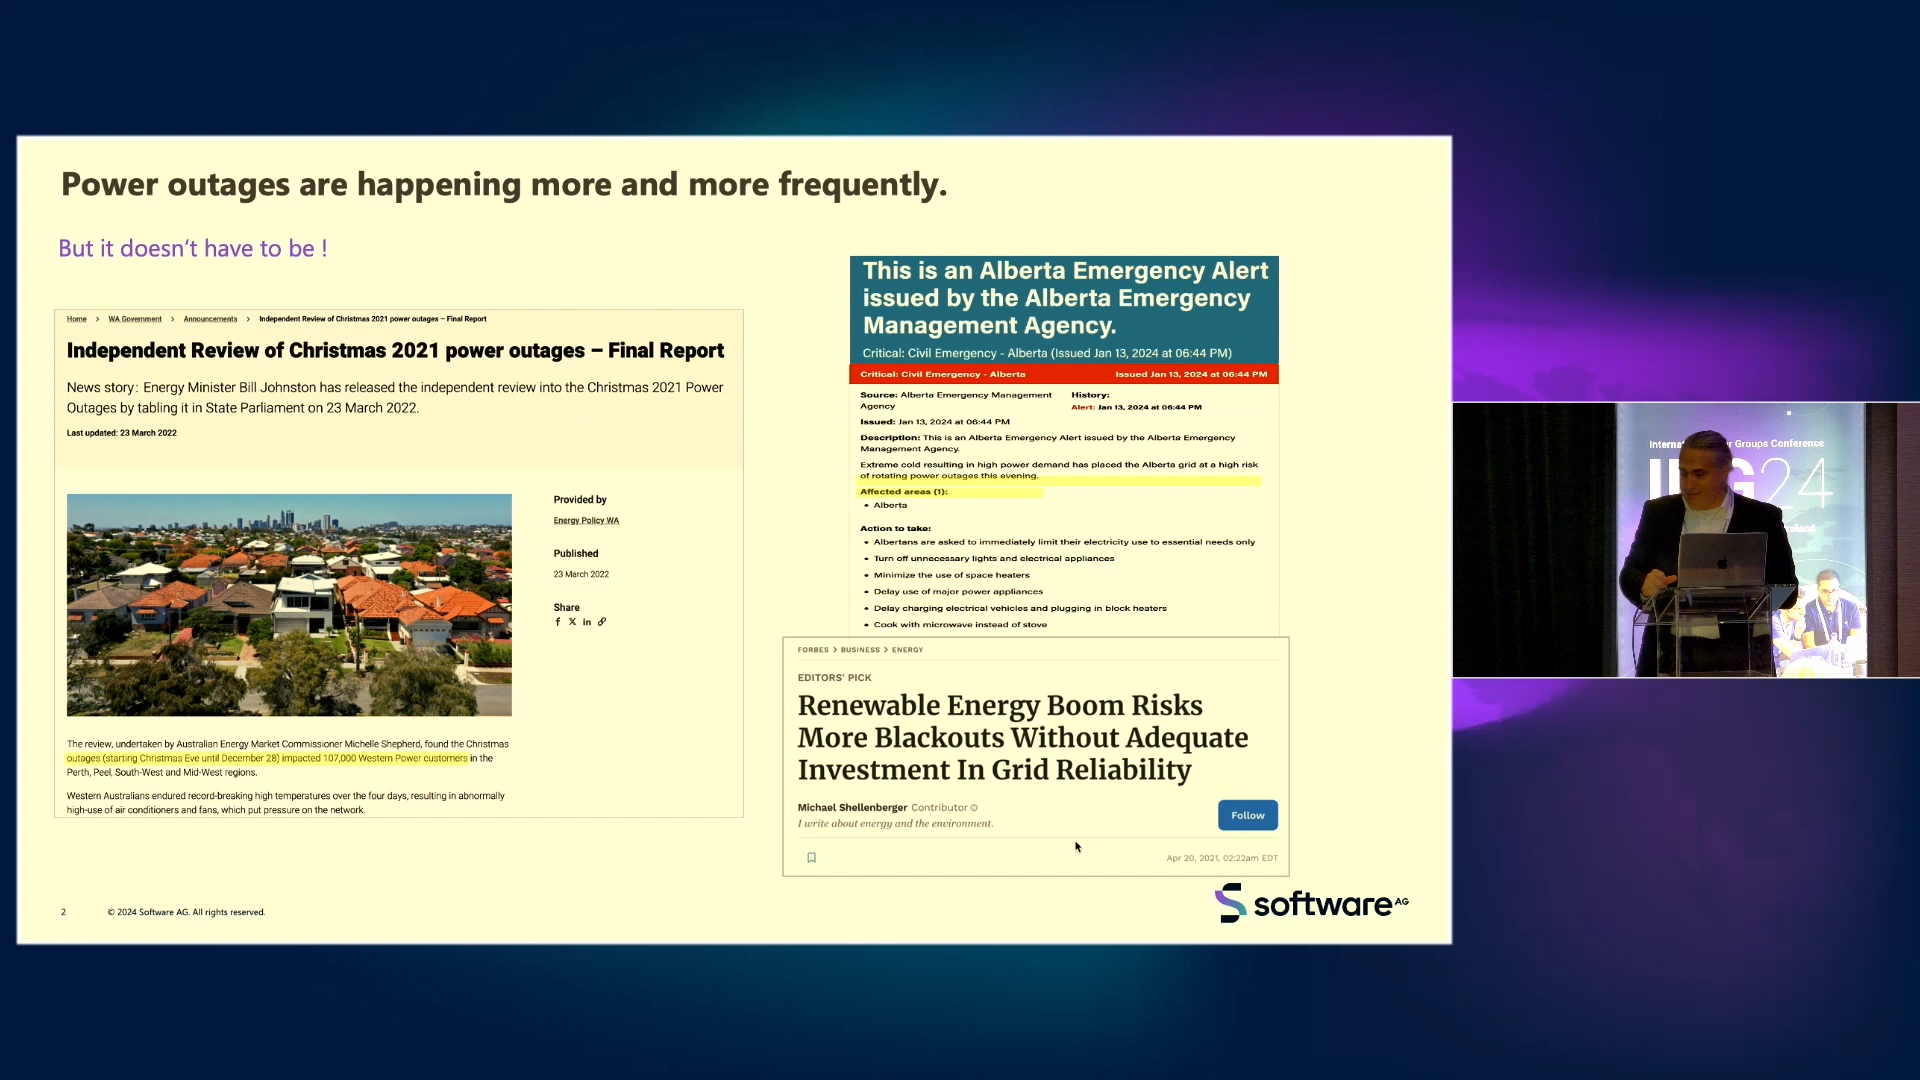 Power outages are happening more and more frequently.
But it doesn‘t have to be !
Home > WA Government > Announcements > Independent Review of Christmas 2021 power outages – Final Report
Independent Review of Christmas 2021 power outages – Final Report
News story: Energy Minister Bill Johnston has released the independent review into the Christmas 2021 Power
Outages by tabling it in State Parliament on 23 March 2022.
Last updated: 23 March 2022
Provided by
Energy Policy WA
Published
23 March 2022
Share
The review, undertaken by Australian Energy Market Commissioner Michelle Shepherd, found the Christmas
outages (starting Christmas Eve until December 28) impacted 107,000 Western Power customers in the
Perth, Peel, South-West and Mid-West regions.
Western Australians endured record-breaking high temperatures over the four days, resulting in abnormally
high-use of air conditioners and fans, which put pressure on the network.
This is an Alberta Emergency Alert
issued by the Alberta Emergency
Management Agency.
Critical: Civil Emergency - Alberta (Issued Jan 13, 2024 at 06:44 PM)
Critical: Civil Emergency - Alberta Issued Jan 13, 2024 at 06:44 PM
Source: Alberta Emergency Management
Agency
History:
Alert: Jan 13, 2024 at 06:44 PM
Issued: Jan 13, 2024 at 06:44 PM
Description: This is an Alberta Emergency Alert issued by the Alberta Emergency
Management Agency.
Extreme cold resulting in high power demand has placed the Alberta grid at a high risk
of rotating power outages this evening.
Affected areas (1):
• Alberta
Action to take:
• Albertans are asked to immediately limit their electricity use to essential needs only
• Turn off unnecessary lights and electrical appliances
• Minimize the use of space heaters
• Delay use of major power appliances
• Delay charging electrical vehicles and plugging in block heaters
• Cook with microwave instead of stove
FORBES > BUSINESS > ENERGY
EDITORS' PICK
Renewable Energy Boom Risks
More Blackouts Without Adequate
Investment In Grid Reliability
Michael Shellenberger Contributor
I write about energy and the environment.
Follow
Apr 20, 2021, 02:22am EDT
2 © 2024 Software AG. All rights reserved.
software AG
Groups Conference
24